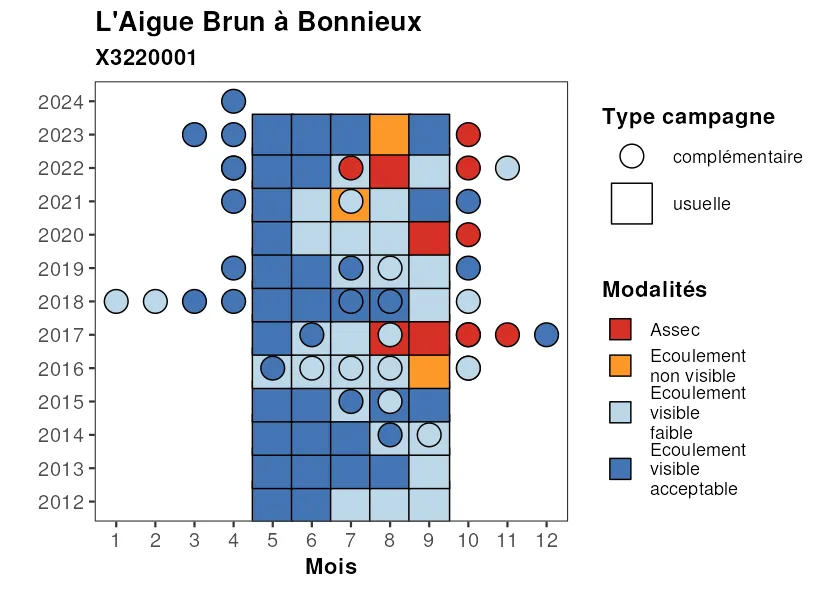 L'Aigue Brun à Bonnieux
X3220001
2024
2023
2022
2021
2020
2019
2018
2017
2016
2015
2014
2013
2012
1 2 3 4 5 6 7 8 9 10 11 12
Mois
Type campagne
complémentaire
usuelle
Modalités
Assec
Ecoulement
non visible
Ecoulement
visible
faible
Ecoulement
visible
acceptable